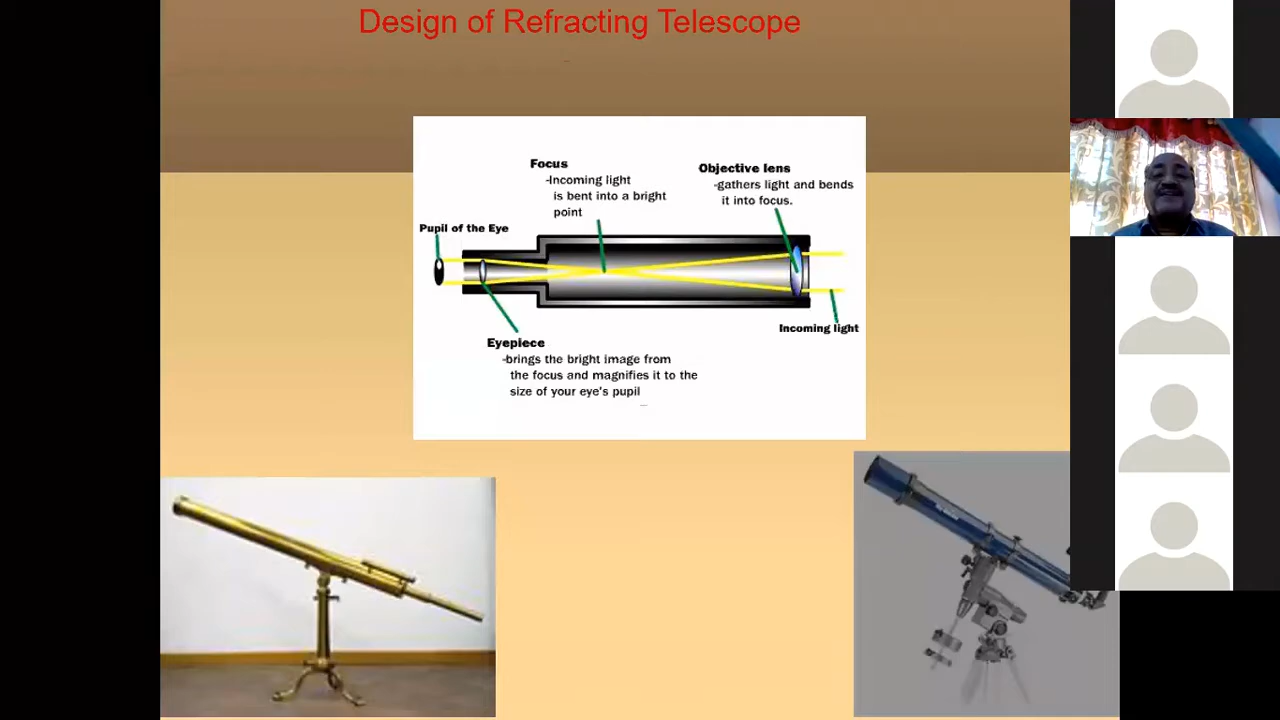 Design of Refracting Telescope
Focus
-Incoming light
is bent into a bright
point
Objective lens
-gathers light and bends
it into focus.
Pupil of the Eye
Incoming light
Eyepiece
-brings the bright image from
the focus and magnifies it to the
size of your eye's pupil